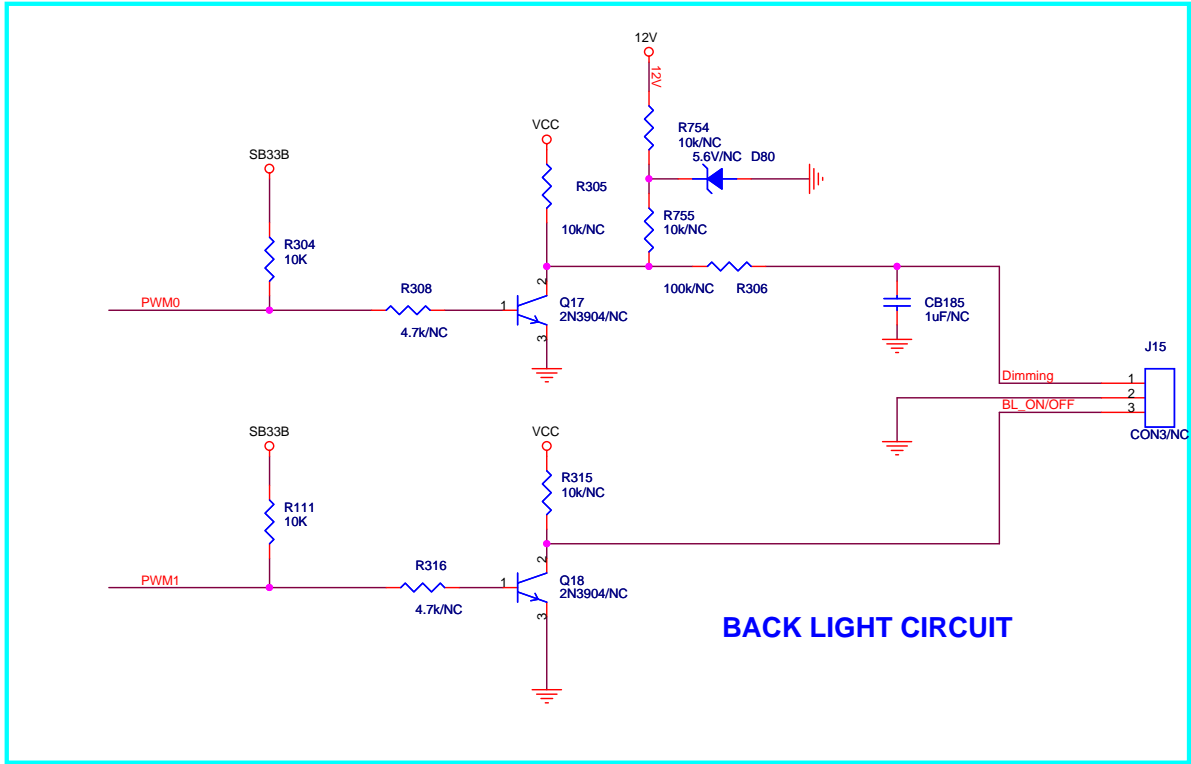 12V
12V
R754
10k/NC
5.6V/NC D80
VCC
R305
10k/NC
SB33B
R304
10K
R755
10k/NC
100k/NC R306
PWM0
R308
4.7k/NC
1
2
3
Q17
2N3904/NC
CB185
1uF/NC
J15
Dimming
1
2
BL_ON/OFF
3
CON3/NC
SB33B
R111
10K
VCC
R315
10k/NC
PWM1
R316
4.7k/NC
1
2
3
Q18
2N3904/NC
BACK LIGHT CIRCUIT